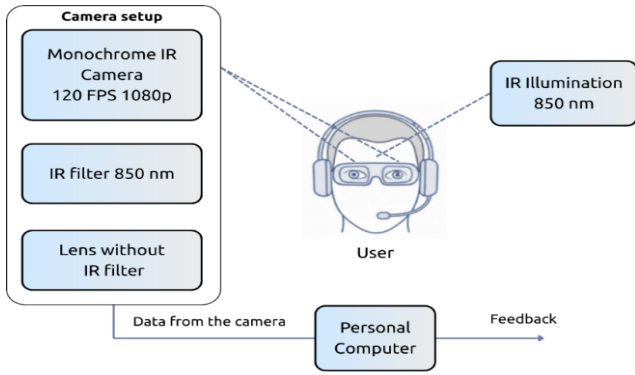 Camera setup
Monochrome IR
Camera
120 FPS 1080p
IR filter 850 nm
Lens without
IR filter
IR Illumination
850 nm
User
Data from the camera
Personal
Computer
Feedback